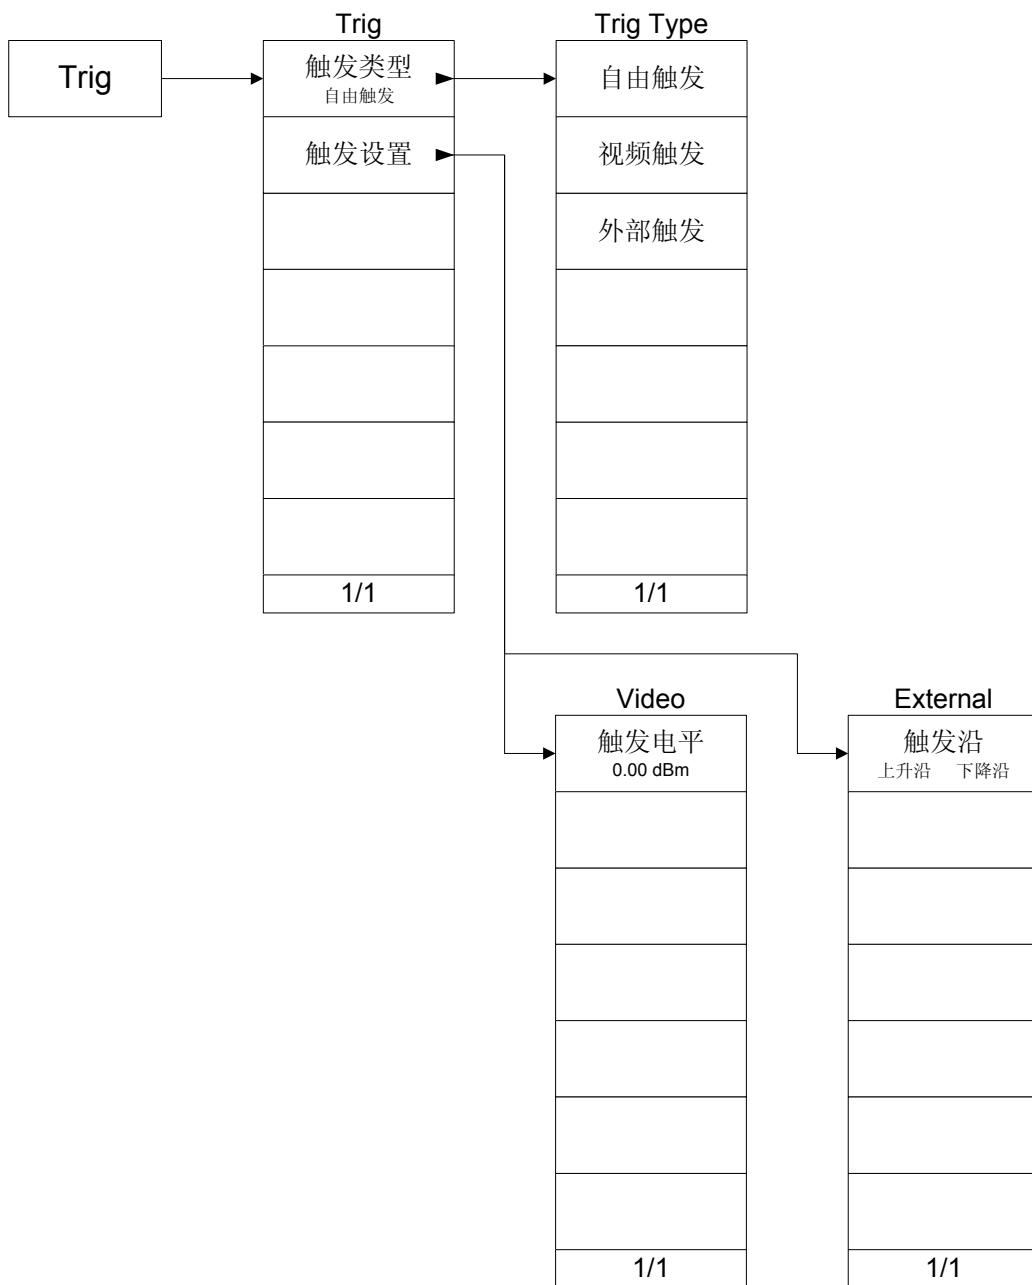 Trig
Trig
触发类型
自由触发
触发设置
1/1
Trig Type
自由触发
视频触发
外部触发
1/1
Video
触发电平
0.00 dBm
1/1
External
触发沿
上升沿 下降沿
1/1